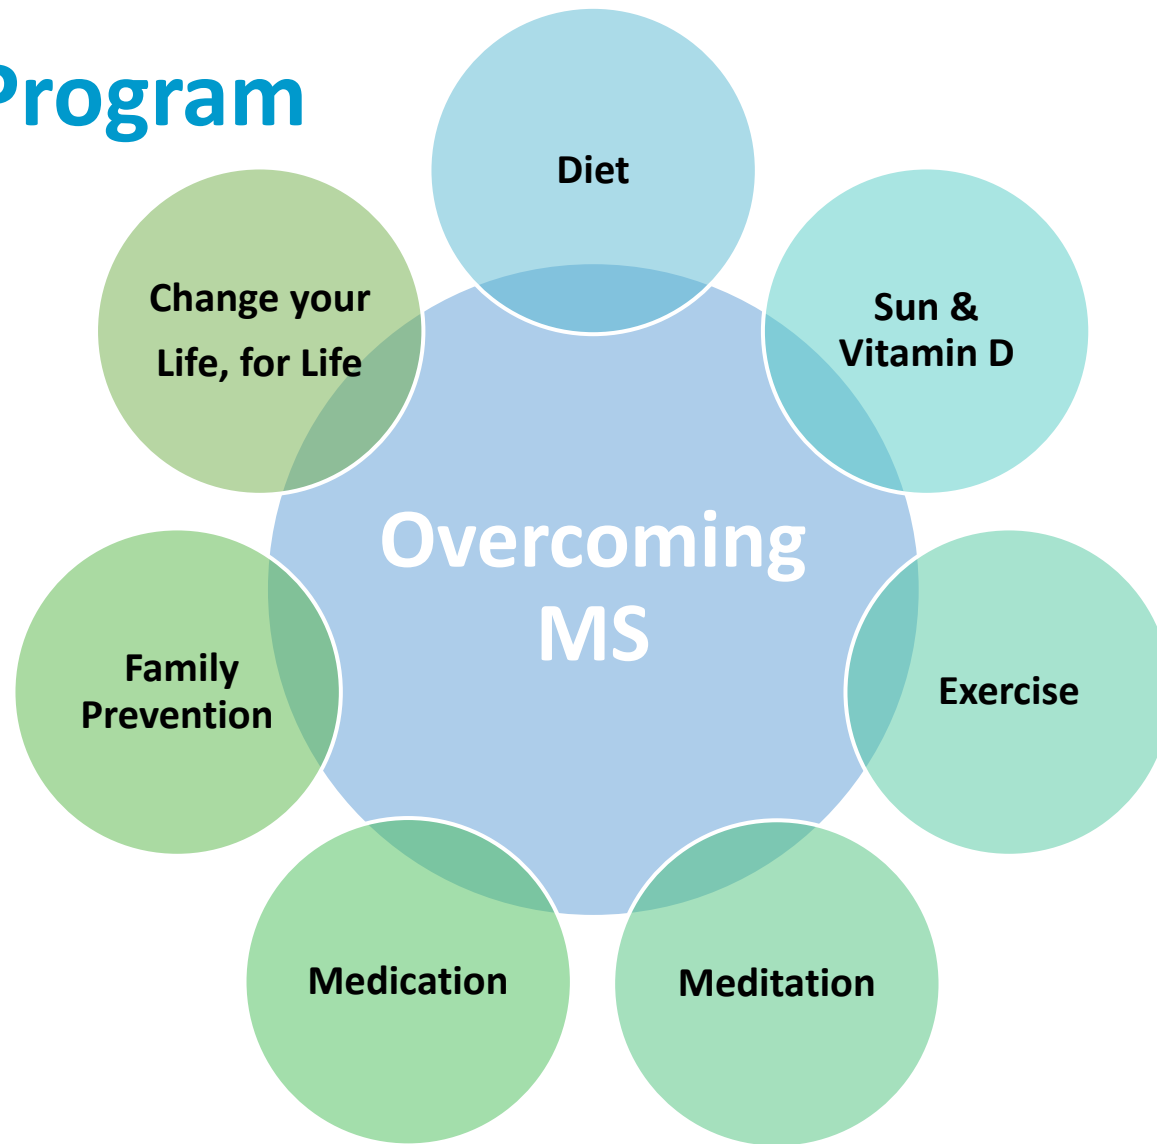 Program
Diet
Sun &
Vitamin D
Exercise
Meditation
Medication
Family
Prevention
Change your
Life, for Life
Overcoming
MS